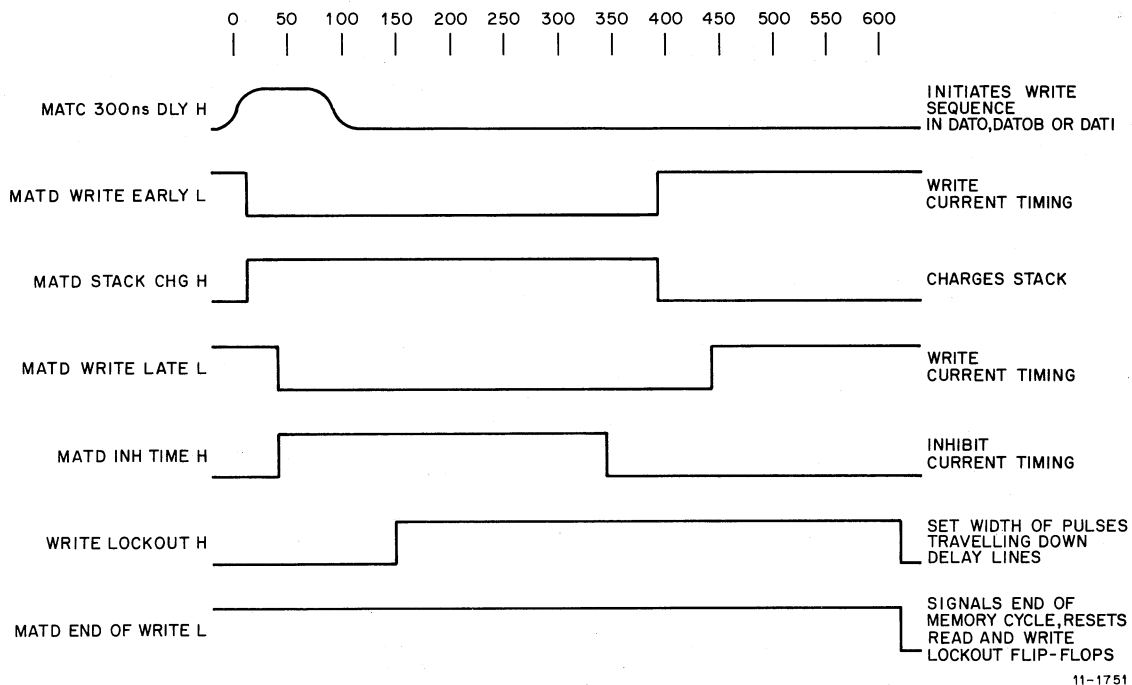 0 50 100 150 200 250 300 350 400 450 500 550 600
MATC 300ns DLY H
INITIATES WRITE
SEQUENCE
IN DATO,DATOB OR DATI
MATD WRITE EARLY L
WRITE
CURRENT TIMING
MATD STACK CHG H
CHARGES STACK
MATD WRITE LATE L
WRITE
CURRENT TIMING
MATD INH TIME H
INHIBIT
CURRENT TIMING
WRITE LOCKOUT H
SET WIDTH OF PULSES
TRAVELLING DOWN
DELAY LINES
MATD END OF WRITE L
SIGNALS END OF
MEMORY CYCLE,RESETS
READ AND WRITE
LOCKOUT FLIP-FLOPS
11-1751